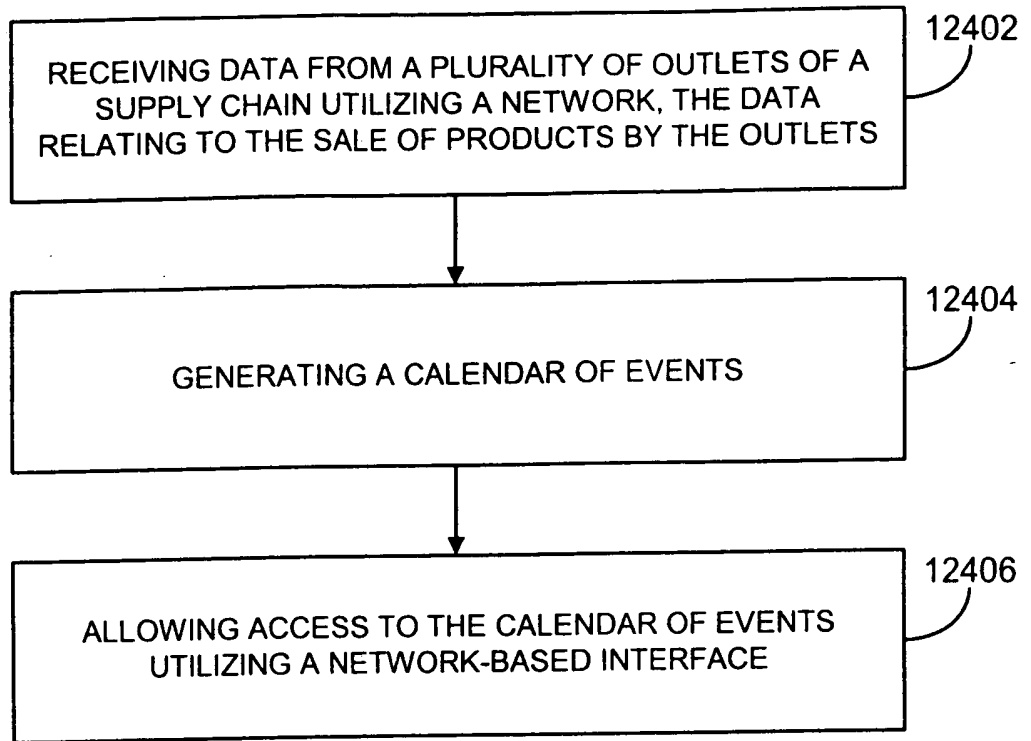 12402
RECEIVING DATA FROM A PLURALITY OF OUTLETS OF A
SUPPLY CHAIN UTILIZING A NETWORK, THE DATA
RELATING TO THE SALE OF PRODUCTS BY THE OUTLETS
12404
GENERATING A CALENDAR OF EVENTS
12406
ALLOWING ACCESS TO THE CALENDAR OF EVENTS
UTILIZING A NETWORK-BASED INTERFACE